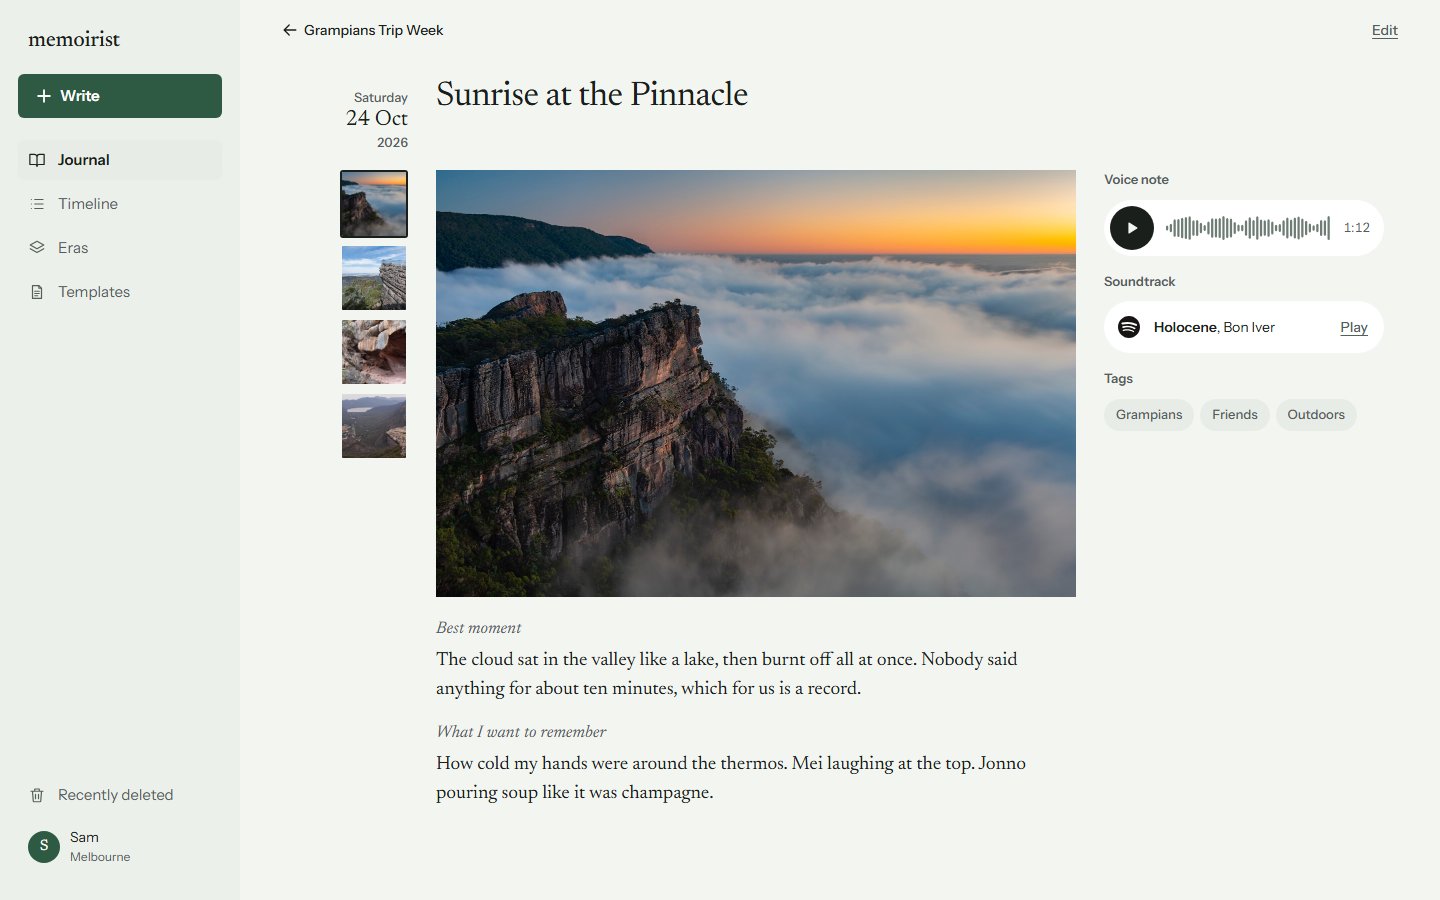 memoirist
Write
Journal
Timeline
Eras
Templates
Recently deleted
S
Sam
Melbourne
Grampians Trip Week
Edit
Saturday
24 Oct
2026
Sunrise at the Pinnacle
Voice note
1:12
Soundtrack
Holocene, Bon Iver
Play
Tags
Grampians
Friends
Outdoors
Best moment
The cloud sat in the valley like a lake, then burnt off all at once. Nobody said
anything for about ten minutes, which for us is a record.
What I want to remember
How cold my hands were around the thermos. Mei laughing at the top. Jonno
pouring soup like it was champagne.